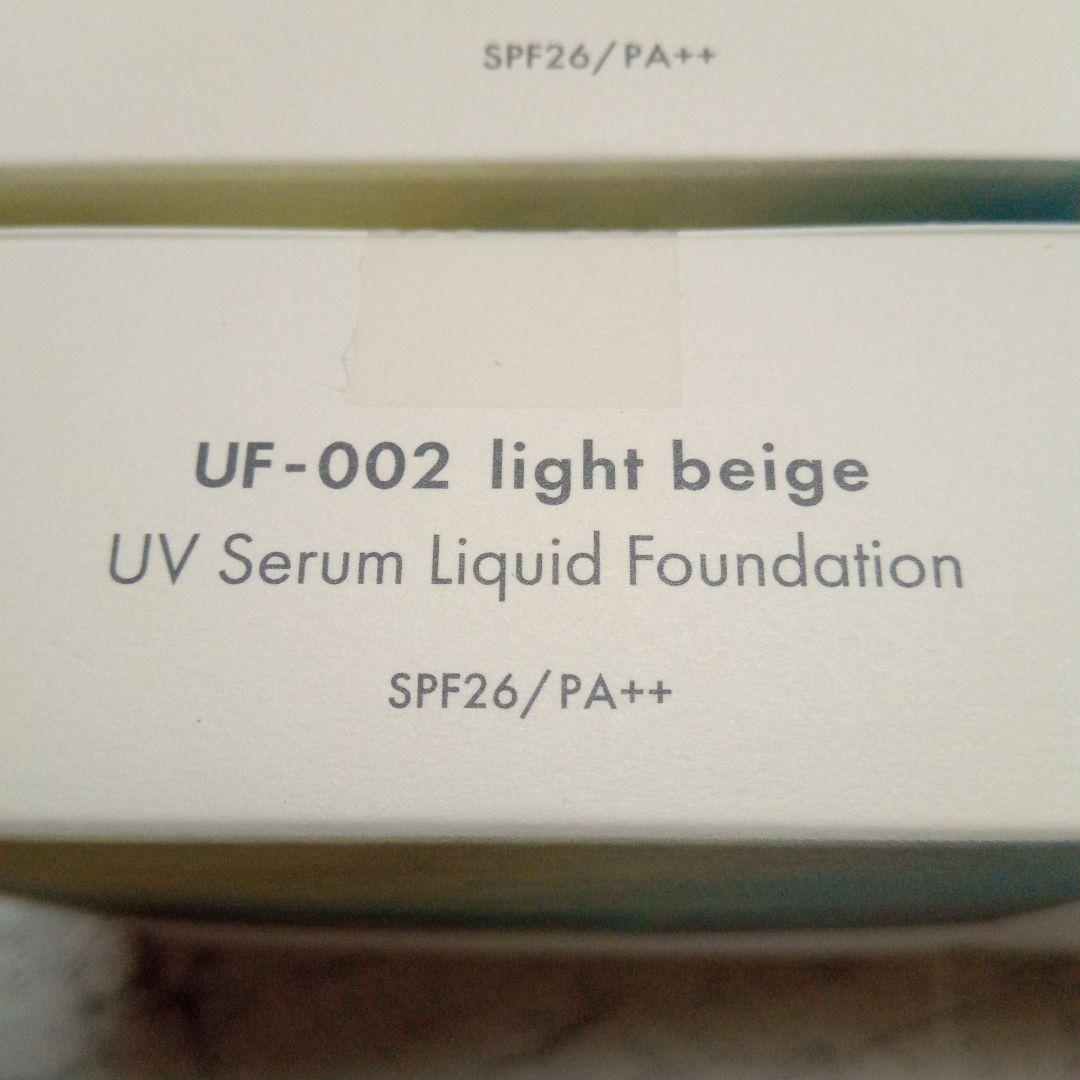 SPF26/PA++
UF-002 light beige
UV Serum Liquid Foundation
SPF26/PA++